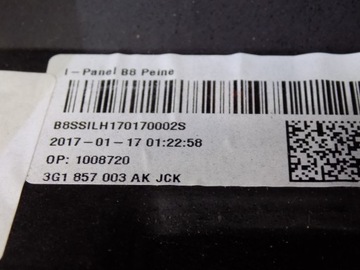 I-Panel B8 Peine
B8SSILH170170002S
2017-01-17 01:22:58
OP: 1008720
3G1 857 003 AK JCK